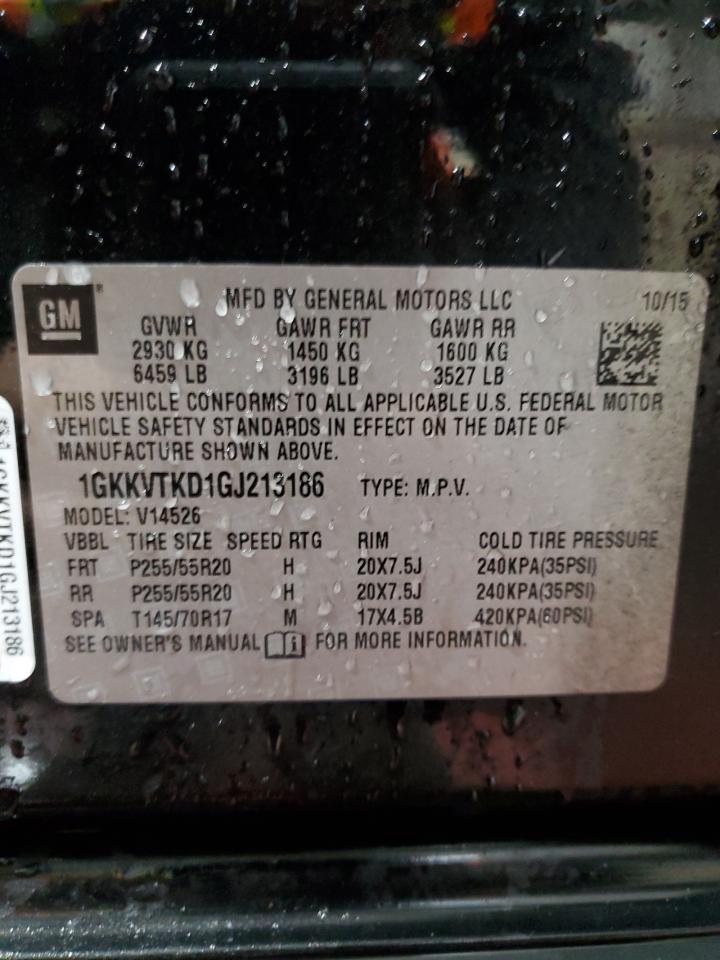 GM
MFD BY GENERAL MOTORS LLC 10/15
GVWR GAWR FRT GAWR RR
2930 KG 1450 KG 1600 KG
6459 LB 3196 LB 3527 LB
THIS VEHICLE CONFORMS TO ALL APPLICABLE U.S. FEDERAL MOTOR
VEHICLE SAFETY STANDARDS IN EFFECT ON THE DATE OF
MANUFACTURE SHOWN ABOVE.
1GKKVTKD1GJ213186 TYPE: M.P.V.
MODEL: V14526
VBBL TIRE SIZE SPEED RTG RIM COLD TIRE PRESSURE
FRT P255/55R20 H 20X7.5J 240KPA(35PSI)
RR P255/55R20 H 20X7.5J 240KPA(35PSI)
SPA T145/70R17 M 17X4.5B 420KPA(60PSI)
SEE OWNER'S MANUAL FOR MORE INFORMATION.
1GKKVTKD1GJ213186